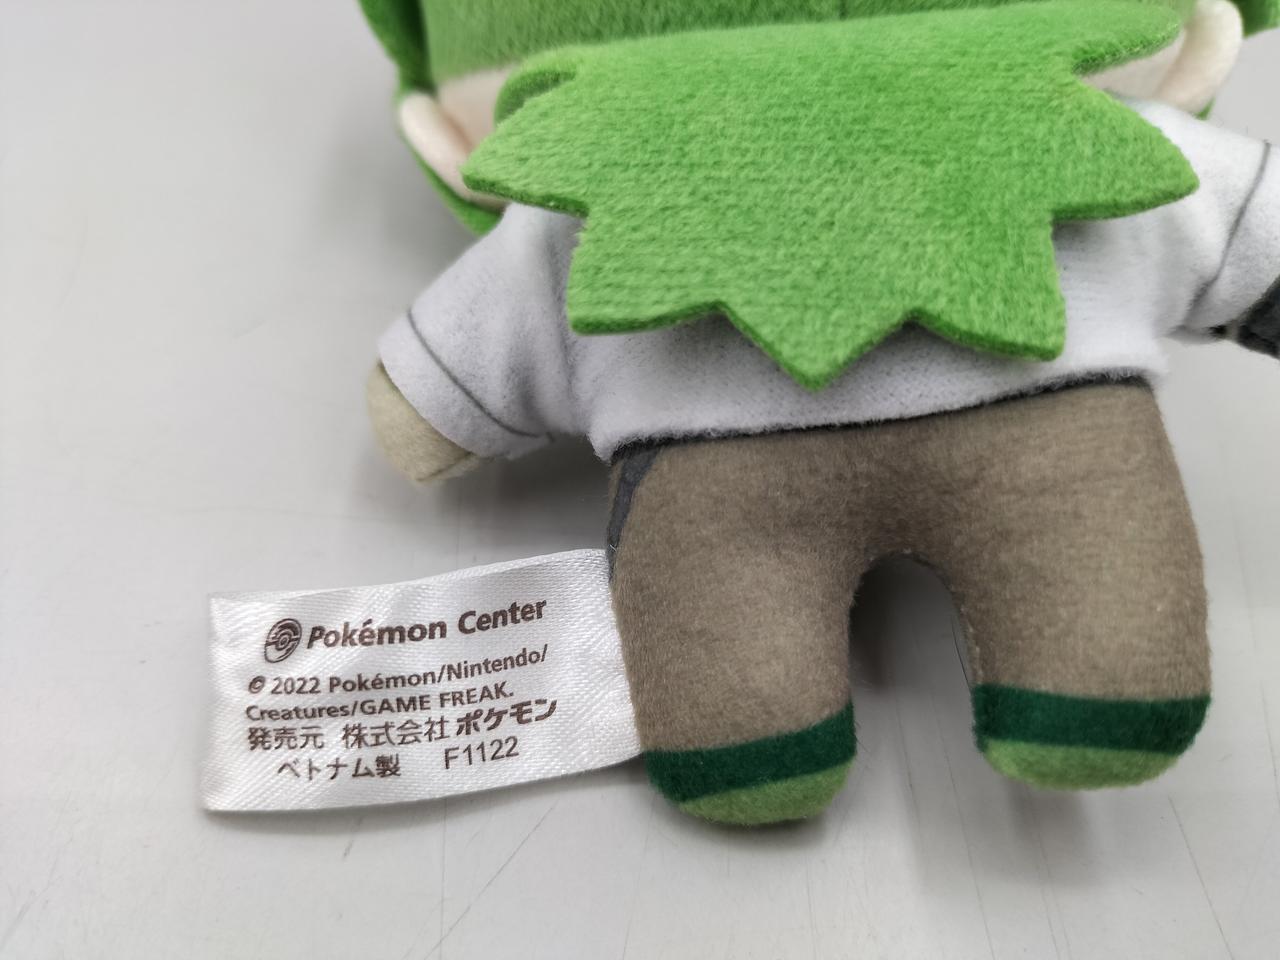 Pokémon Center
© 2022 Pokémon/Nintendo/
Creatures/GAME FREAK.
発売元 株式会社ポケモン
ベトナム製 F1122